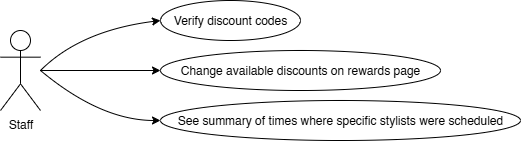 Verify discount codes
Change available discounts on rewards page
See summary of times where specific stylists were scheduled
Staff